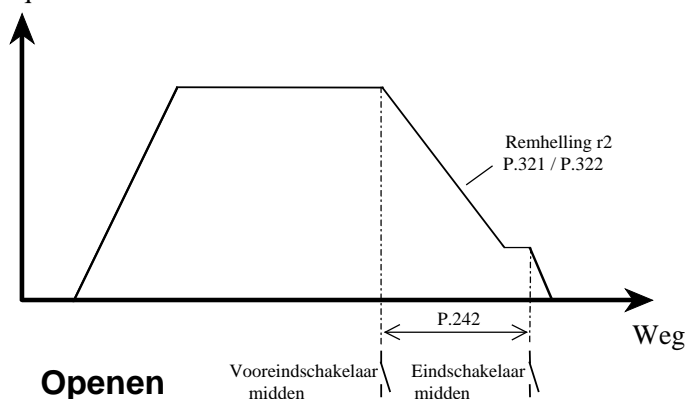 Remhelling r2
P.321 / P.322
P.242
Weg
Vooreindschakelaar
midden
Eindschakelaar
midden
Openen